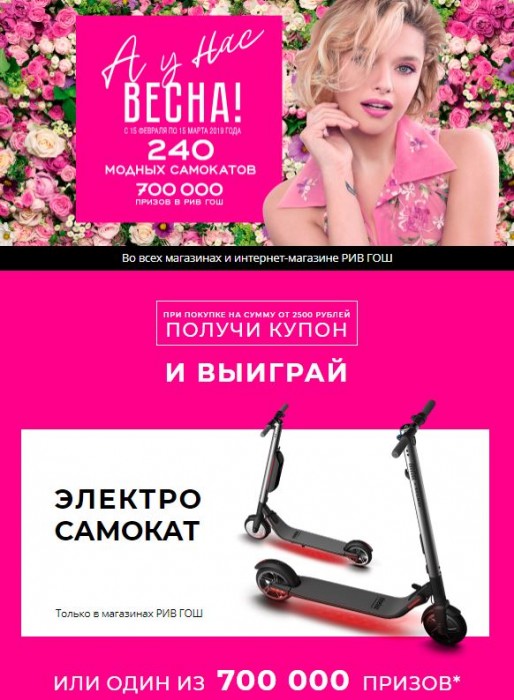 А у Нас
ВЕСНА!
С 15 ФЕВРАЛЯ ПО 15 МАРТА 2019 ГОДА
240
МОДНЫХ САМОКАТОВ
700 000
ПРИЗОВ В РИВ ГОШ
Во всех магазинах и интернет-магазине РИВ ГОШ
ПРИ ПОКУПКЕ НА СУММУ ОТ 2500 РУБЛЕЙ
ПОЛУЧИ КУПОН
И ВЫИГРАЙ
ЭЛЕКТРО
САМОКАТ
Только в магазинах РИВ ГОШ
ИЛИ ОДИН ИЗ 700 000 ПРИЗОВ*